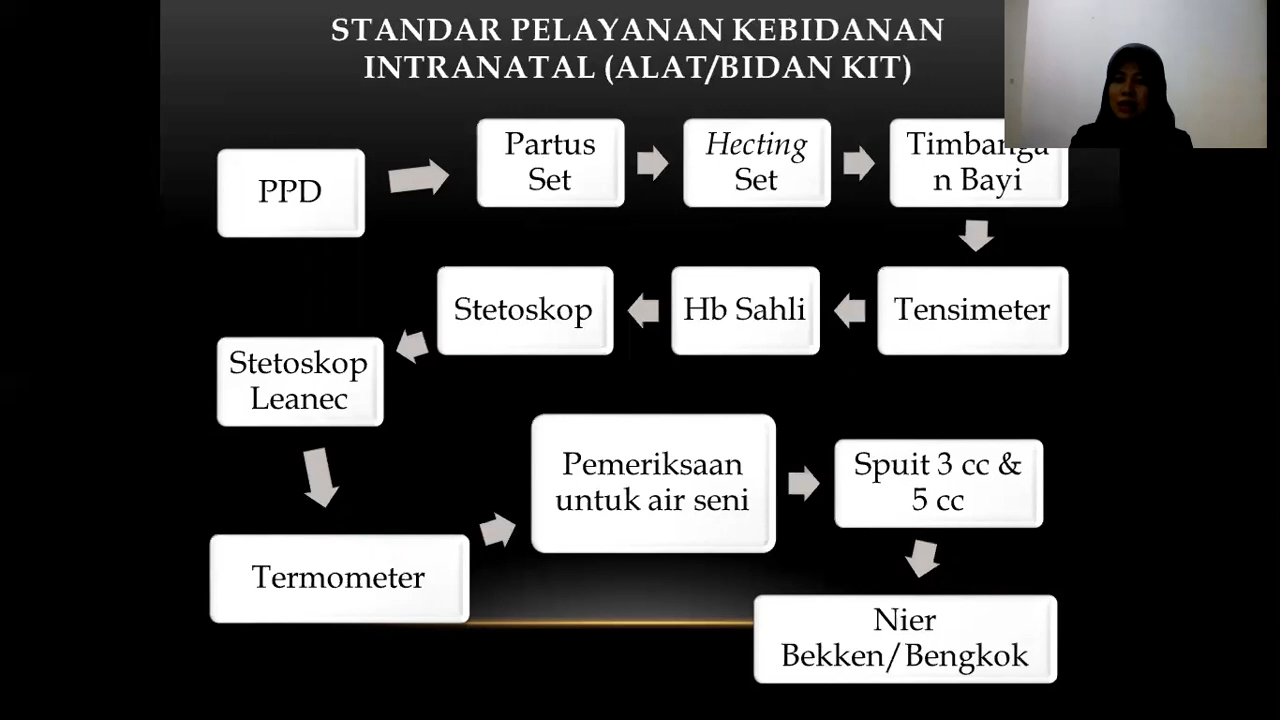 STANDAR PELAYANAN KEBIDANAN
INTRANATAL (ALAT/BIDAN KIT)
PPD
Partus
Set
Hecting
Set
Timbanga
n Bayi
Tensimeter
Hb Sahli
Stetoskop
Stetoskop
Leanec
Termometer
Pemeriksaan
untuk air seni
Spuit 3 cc &
5 cc
Nier
Bekken/Bengkok